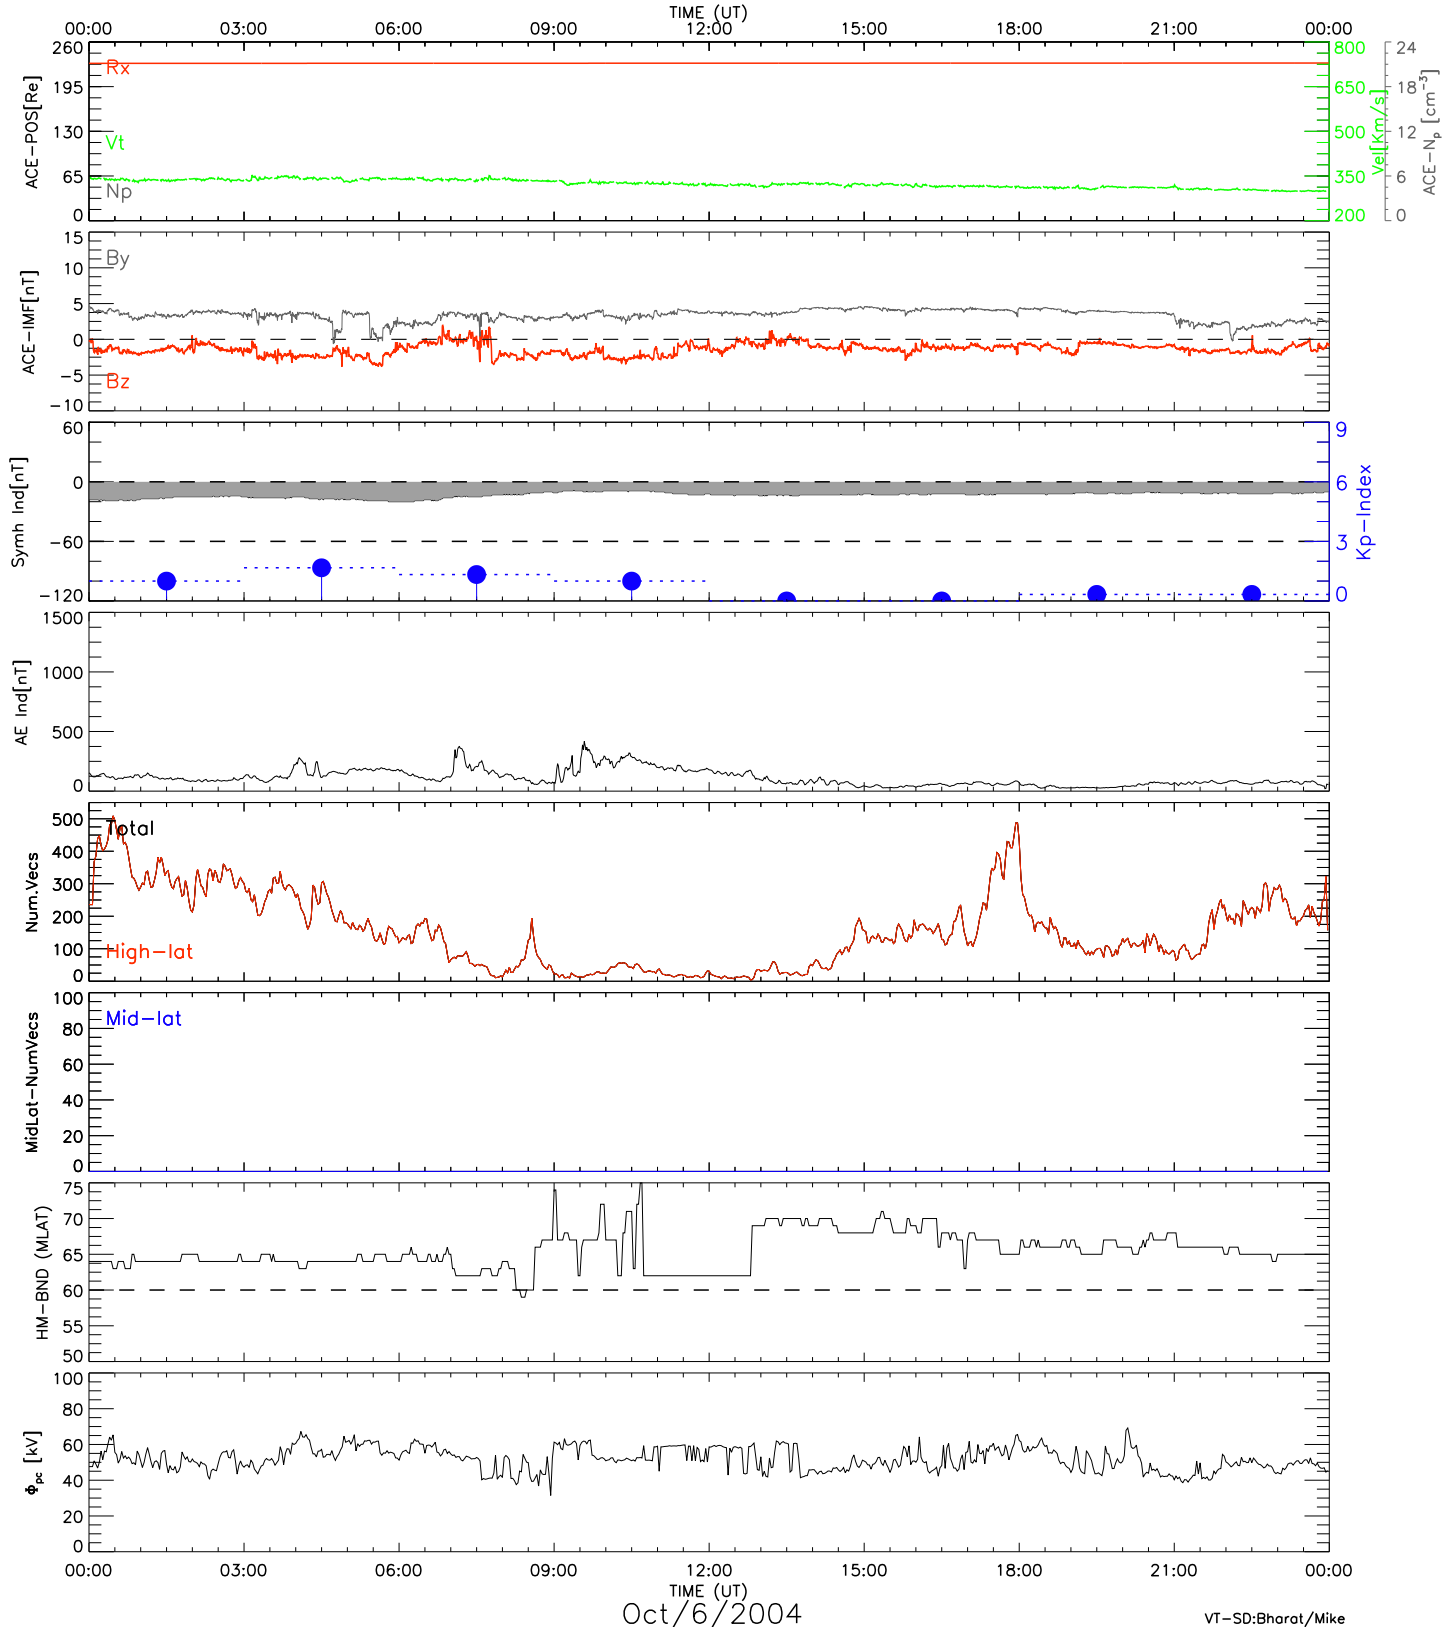 TIME (UT)
00:00 03:00 06:00 09:00 12:00 15:00 18:00 21:00 00:00
ACE-POS[Re]
260
195
130
65
0
Rx
Vt
Np
800
650
500
350
200
Vel[Km/s]
24
18
12
6
0
ACE-Np [cm-3]
ACE-IMF[nT]
15
10
5
0
-5
-10
By
Bz
Symh Ind[nT]
60
0
-60
-120
9
6
3
0
Kp-Index
AE Ind[nT]
1500
1000
500
0
Num.Vecs
500
400
300
200
100
0
Total
High-lat
MidLat-NumVecs
100
80
60
40
20
0
Mid-lat
HM-BND (MLAT)
75
70
65
60
55
50
Φpc [kV]
100
80
60
40
20
0
00:00 03:00 06:00 09:00 12:00 15:00 18:00 21:00 00:00
TIME (UT)
Oct/6/2004
VT-SD:Bharat/Mike